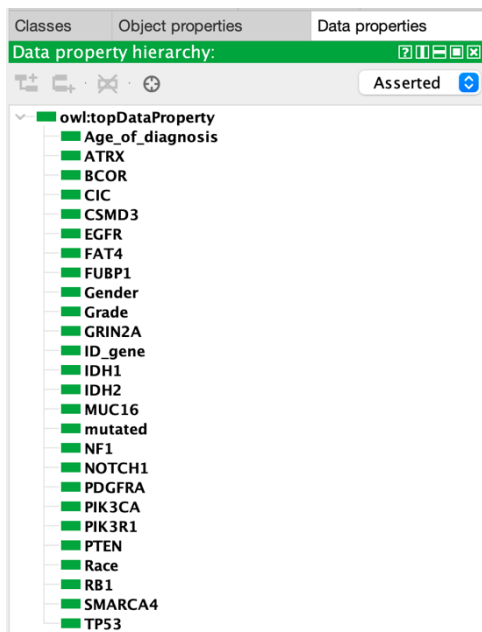 Classes Object properties Data properties
Data property hierarchy:
Asserted
owl:topDataProperty
Age_of_diagnosis
ATRX
BCOR
CIC
CSMD3
EGFR
FAT4
FUBP1
Gender
Grade
GRIN2A
ID_gene
IDH1
IDH2
MUC16
mutated
NF1
NOTCH1
PDGFRA
PIK3CA
PIK3R1
PTEN
Race
RB1
SMARCA4
TP53